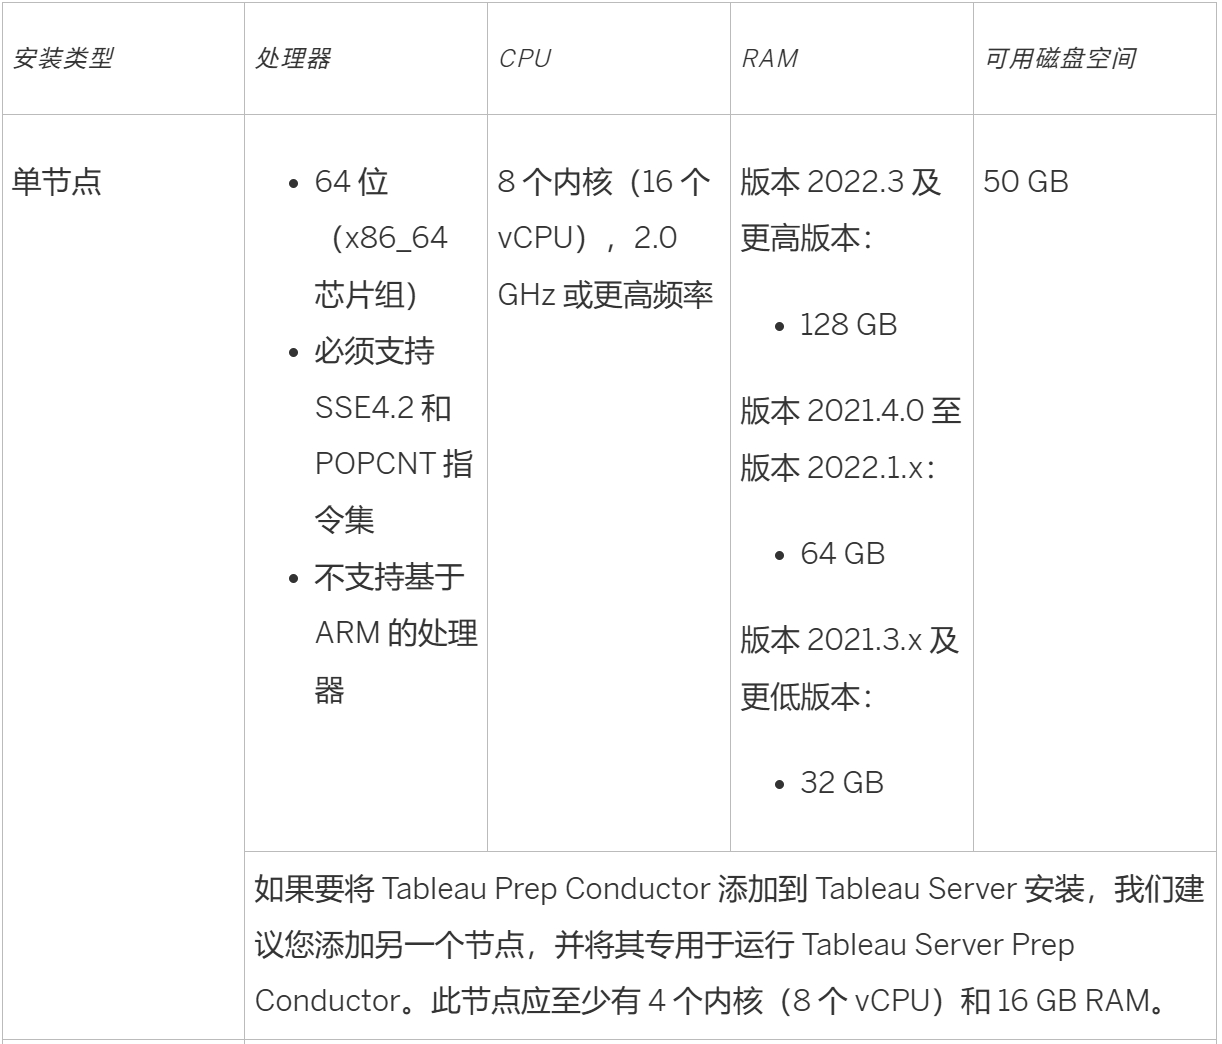 安装类型
处理器
CPU
RAM
可用磁盘空间
单节点
• 64 位
（x86_64
芯片组）
• 必须支持
SSE4.2 和
POPCNT 指
令集
• 不支持基于
ARM 的处理
器
8 个内核（16 个
vCPU），2.0
GHz 或更高频率
版本 2022.3 及
更高版本：
• 128 GB
版本 2021.4.0 至
版本 2022.1.x：
• 64 GB
版本 2021.3.x 及
更低版本：
• 32 GB
50 GB
如果要将 Tableau Prep Conductor 添加到 Tableau Server 安装，我们建
议您添加另一个节点，并将其专用于运行 Tableau Server Prep
Conductor。此节点应至少有 4 个内核（8 个 vCPU）和 16 GB RAM。